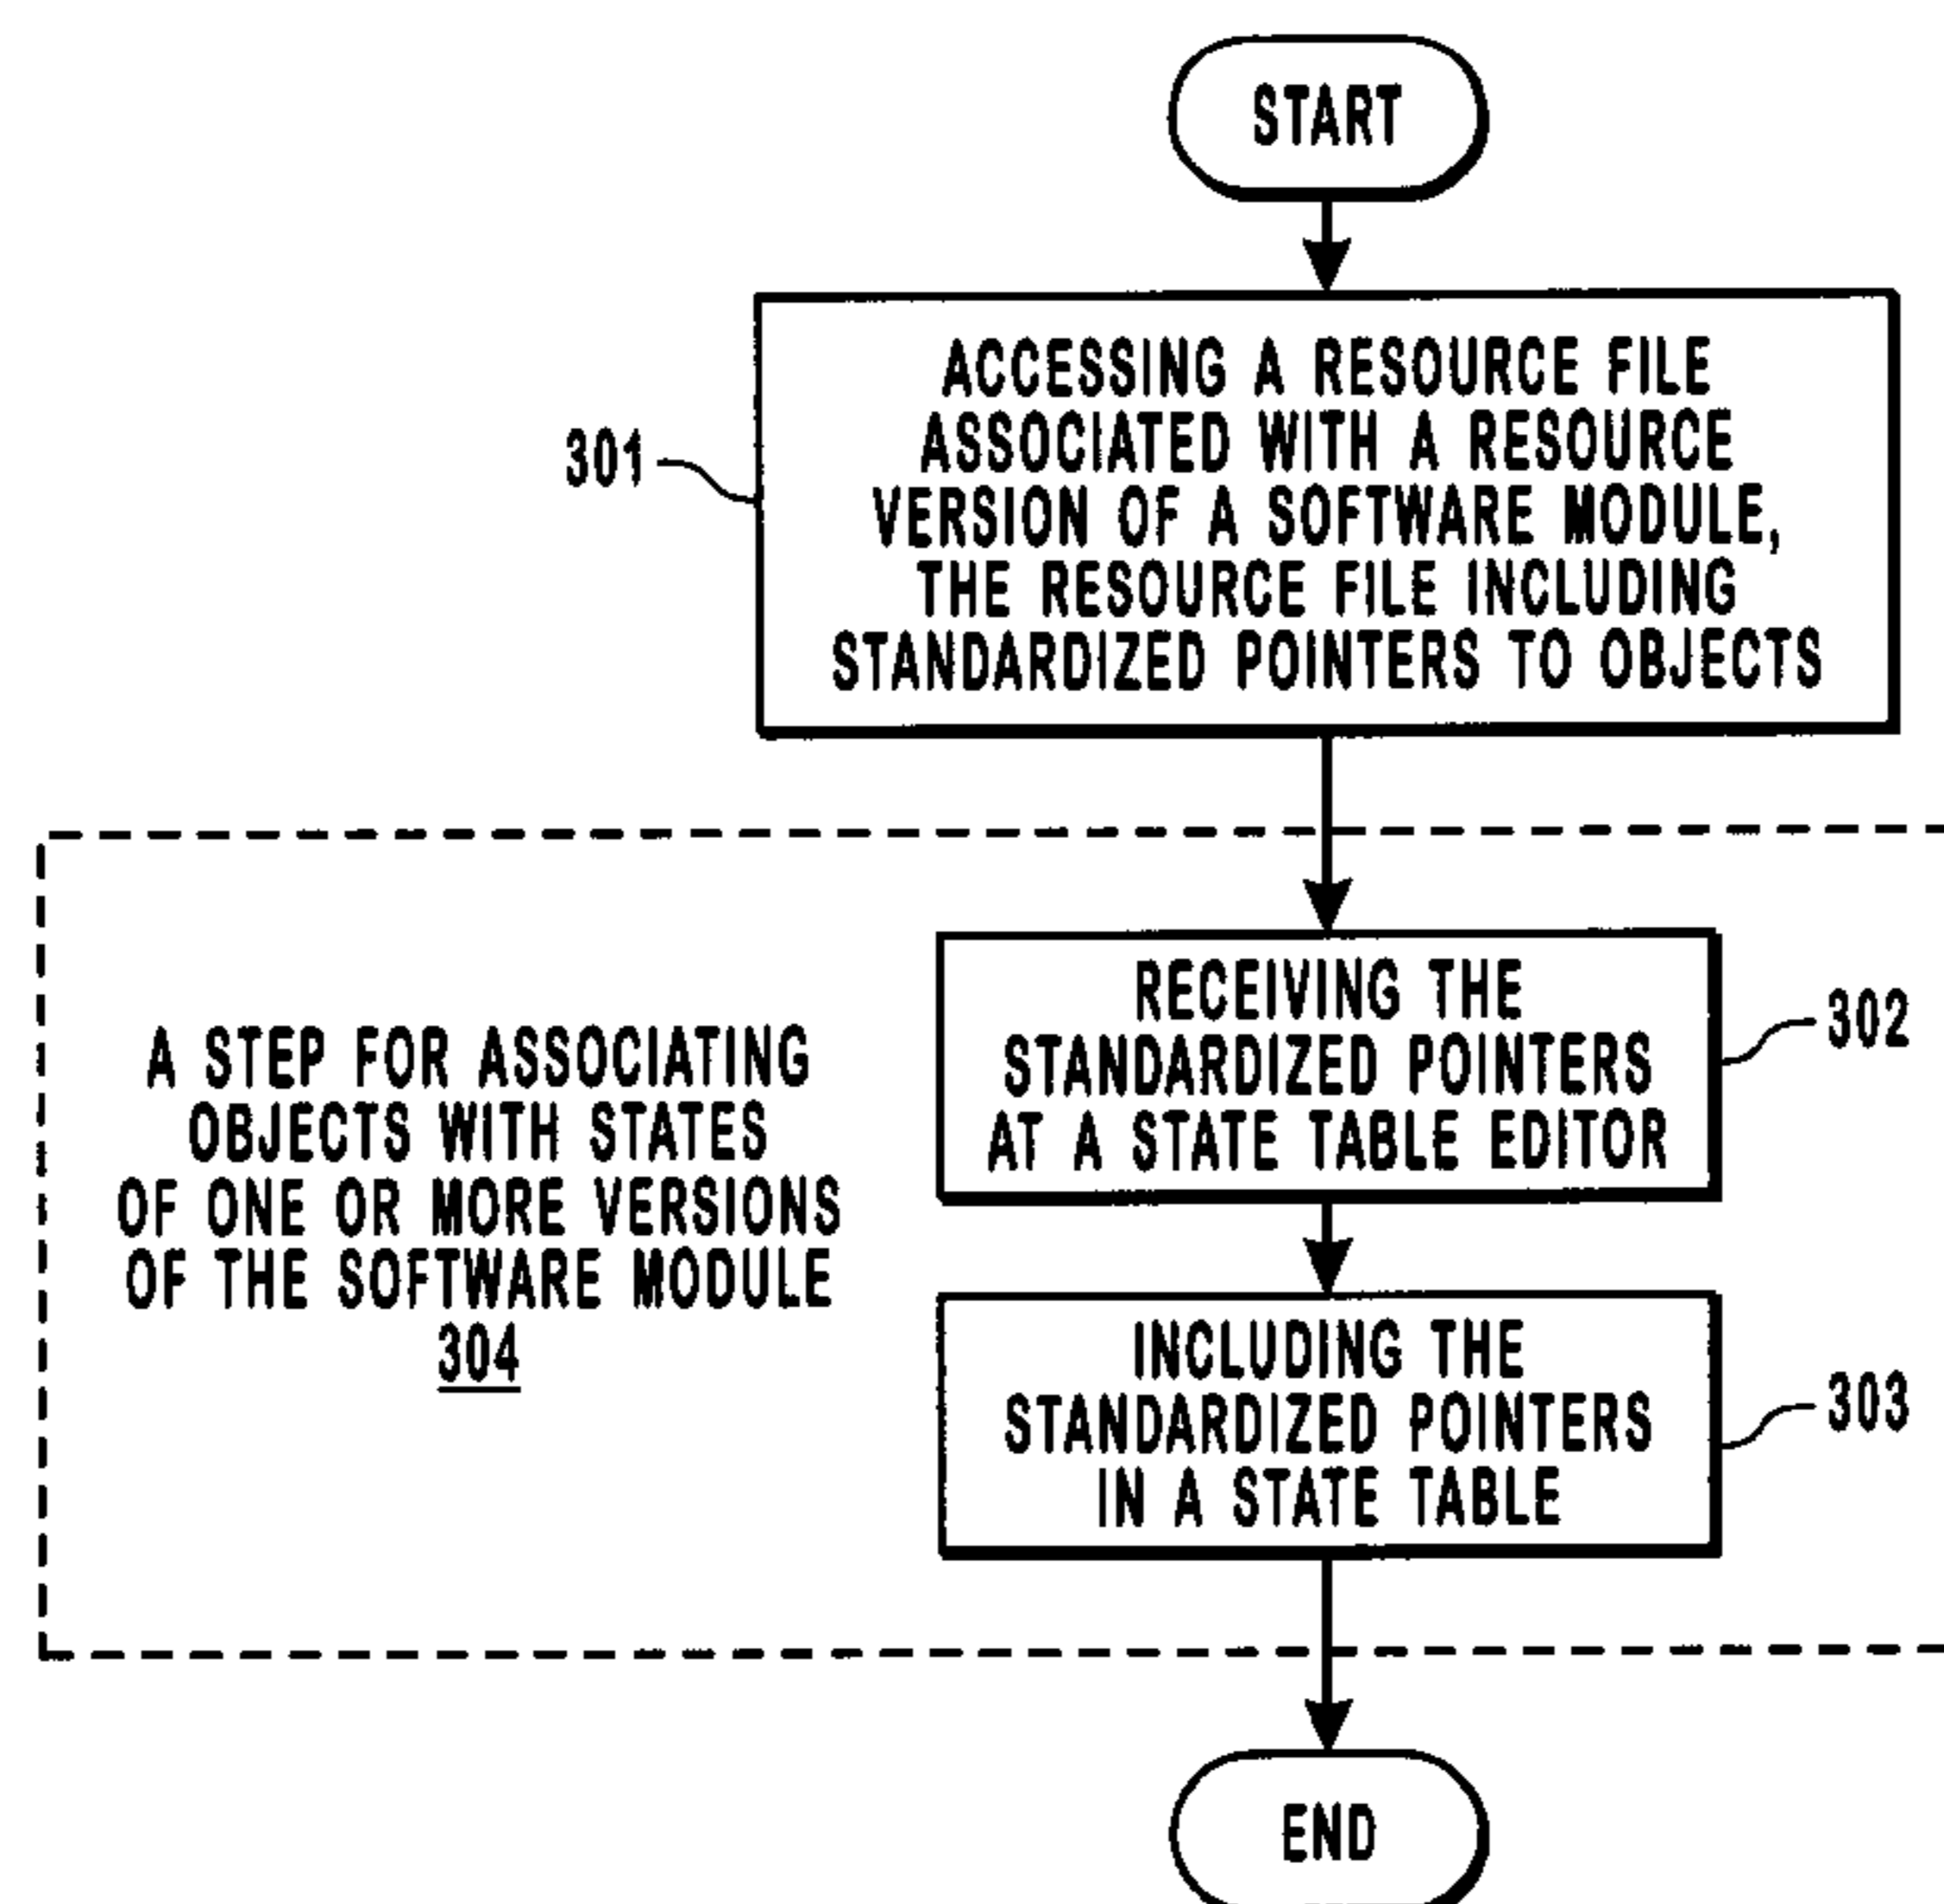 START
ACCESSING A RESOURCE FILE
ASSOCIATED WITH A RESOURCE
VERSION OF A SOFTWARE MODULE,
THE RESOURCE FILE INCLUDING
STANDARDIZED POINTERS TO OBJECTS
301
RECEIVING THE
STANDARDIZED POINTERS
AT A STATE TABLE EDITOR
302
A STEP FOR ASSOCIATING
OBJECTS WITH STATES
OF ONE OR MORE VERSIONS
OF THE SOFTWARE MODULE
304
INCLUDING THE
STANDARDIZED POINTERS
IN A STATE TABLE
303
END